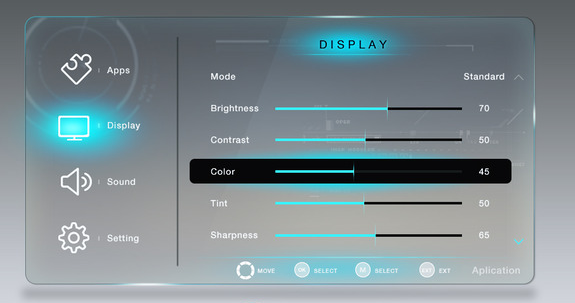 DISPLAY
Apps
Display
Sound
Setting
Mode Standard
Brightness 70
Contrast 50
Color 45
Tint 50
Sharpness 65
MOVE OK SELECT M SELECT EXT EXT Aplication